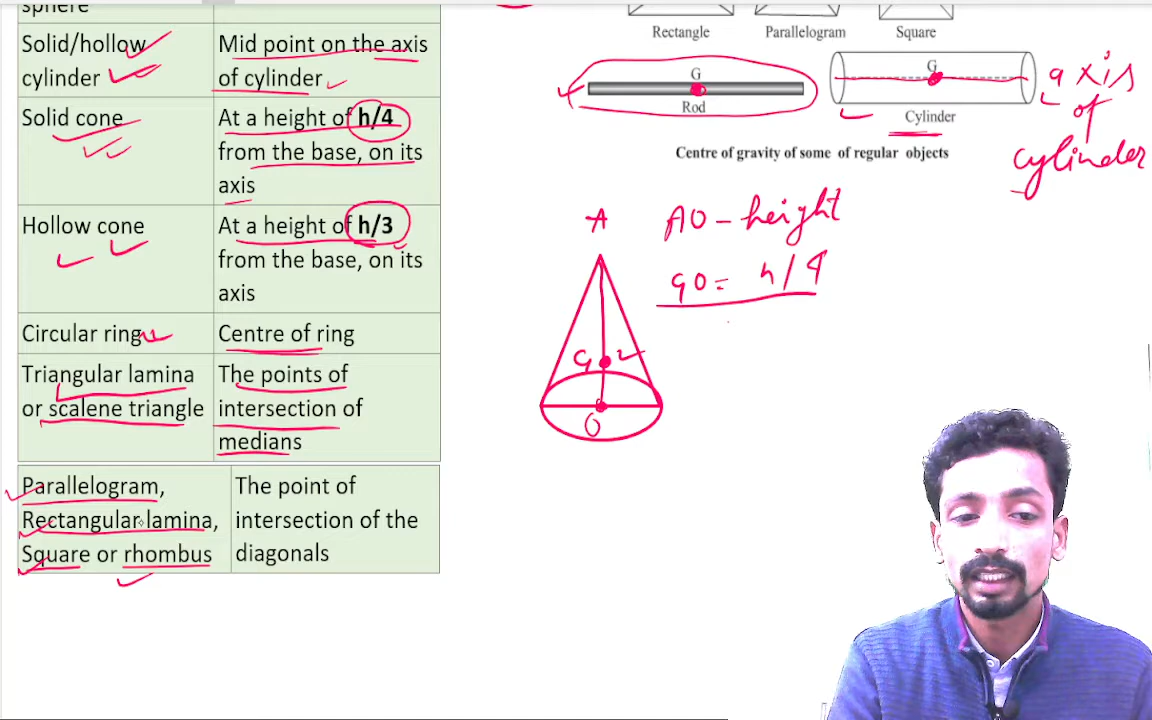 sphere
Solid/hollow
cylinder
Mid point on the axis
of cylinder
Solid cone
At a height of h/4
from the base, on its
axis
Hollow cone
At a height of h/3
from the base, on its
axis
Circular ring
Centre of ring
Triangular lamina
or scalene triangle
The points of
intersection of
medians
Parallelogram,
Rectangular lamina,
Square or rhombus
The point of
intersection of the
diagonals
Rectangle
Parallelogram
Square
G
Rod
G
Cylinder
axis
of
cylinder
Centre of gravity of some of regular objects
A
AO - height
GO = h/4
G
O